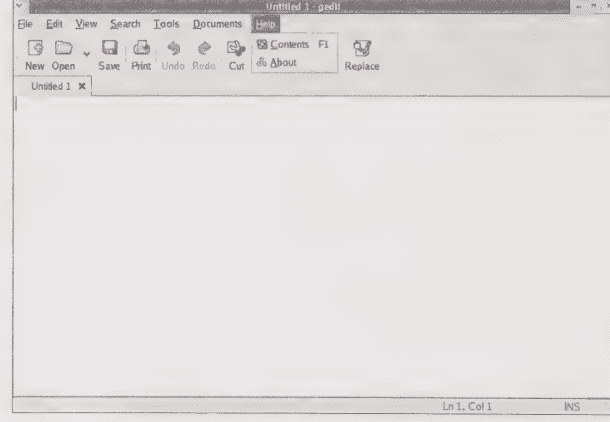 Untitled 1 - gedit
File Edit View Search Tools Documents Help
Contents F1
New Open Save Print Undo Redo Cut About Replace
Untitled 1
Ln 1, Col 1 INS